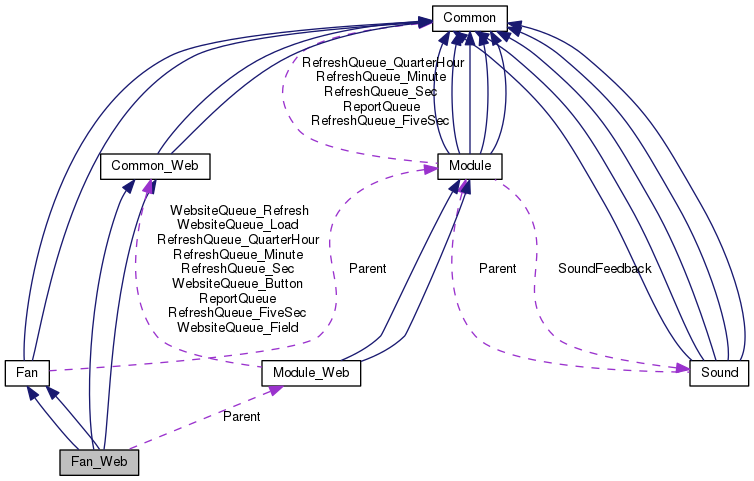 Common
RefreshQueue_QuarterHour
RefreshQueue_Minute
RefreshQueue_Sec
ReportQueue
RefreshQueue_FiveSec
Common_Web
Module
WebsiteQueue_Refresh
WebsiteQueue_Load
RefreshQueue_QuarterHour
RefreshQueue_Minute
RefreshQueue_Sec
WebsiteQueue_Button
ReportQueue
RefreshQueue_FiveSec
WebsiteQueue_Field
Parent
Parent
SoundFeedback
Fan
Module_Web
Sound
Parent
Fan_Web